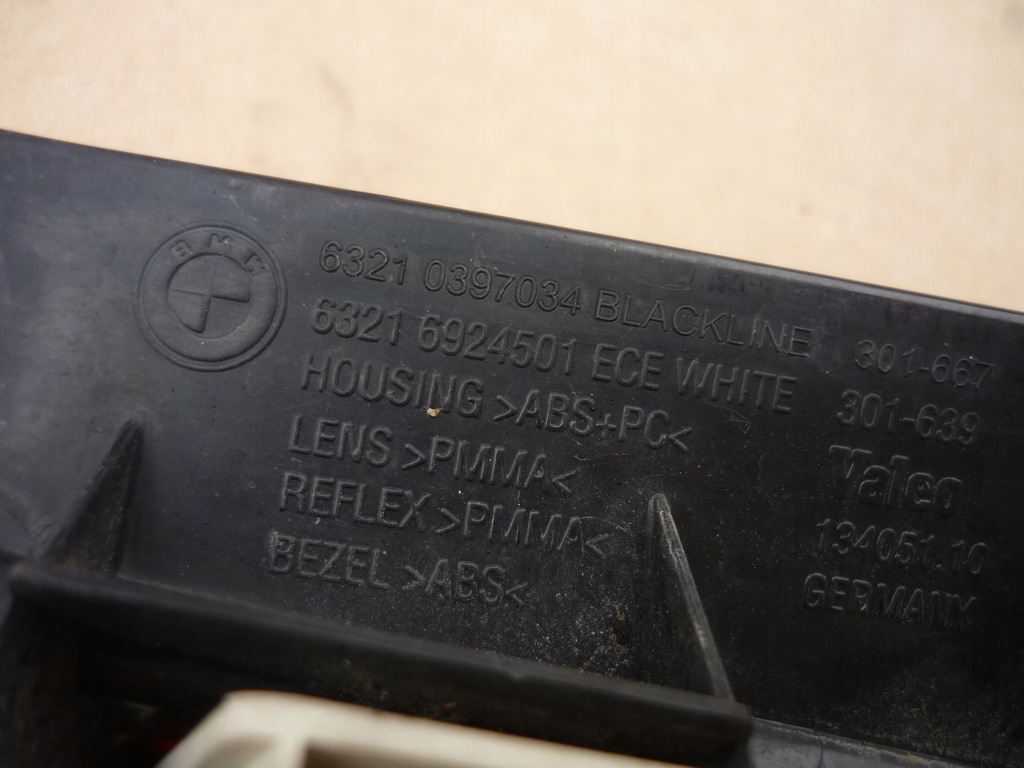 BMW
6321 0397034 BLACKLINE 301-667
6321 6924501 ECE WHITE 301-639
HOUSING >ABS+PC<
LENS >PMMA<
REFLEX >PMMA<
BEZEL >ABS<
Valeo
134051.10
GERMANY